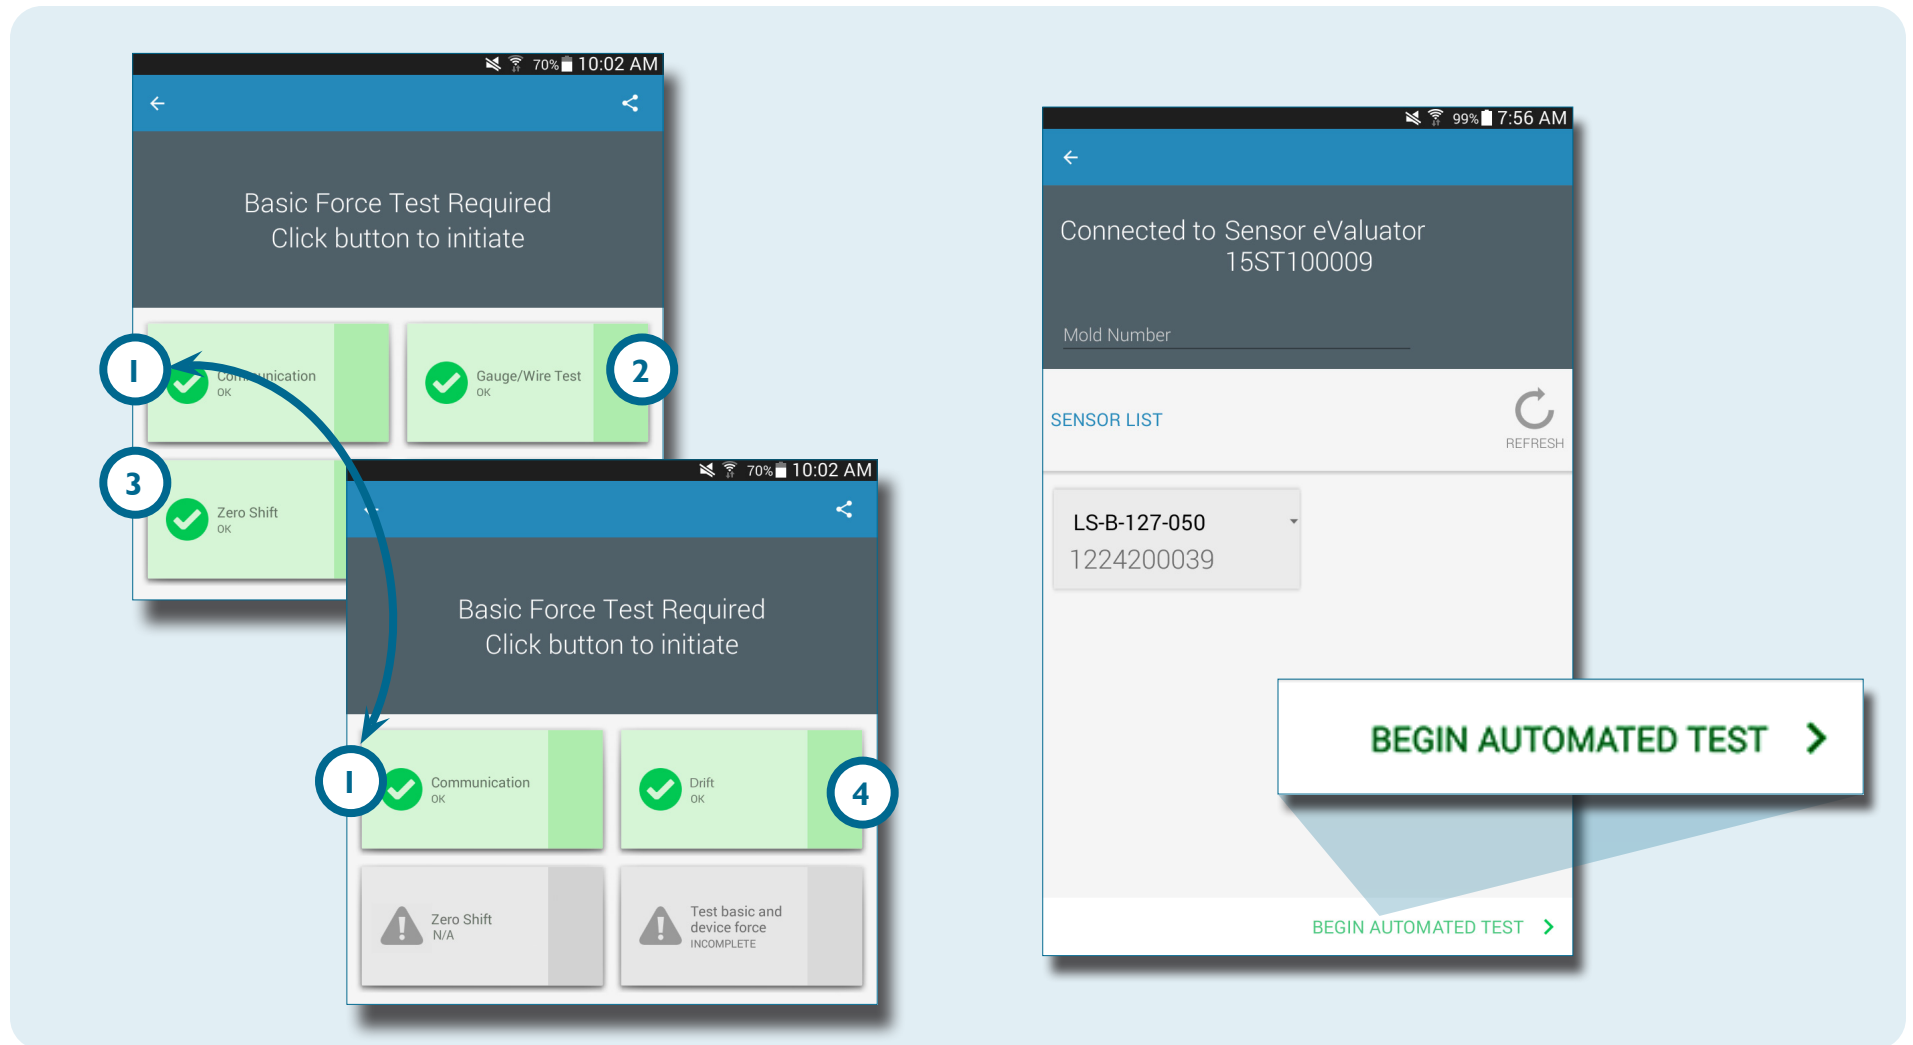 70% 10:02 AM
Basic Force Test Required
Click button to initiate
1
Communication
OK
Gauge/Wire Test
OK
2
3
Zero Shift
OK
70% 10:02 AM
Basic Force Test Required
Click button to initiate
1
Communication
OK
Drift
OK
4
Zero Shift
N/A
Test basic and
device force
INCOMPLETE
99% 7:56 AM
Connected to Sensor eValuator
15ST100009
Mold Number
SENSOR LIST
REFRESH
LS-B-127-050
1224200039
BEGIN AUTOMATED TEST
BEGIN AUTOMATED TEST